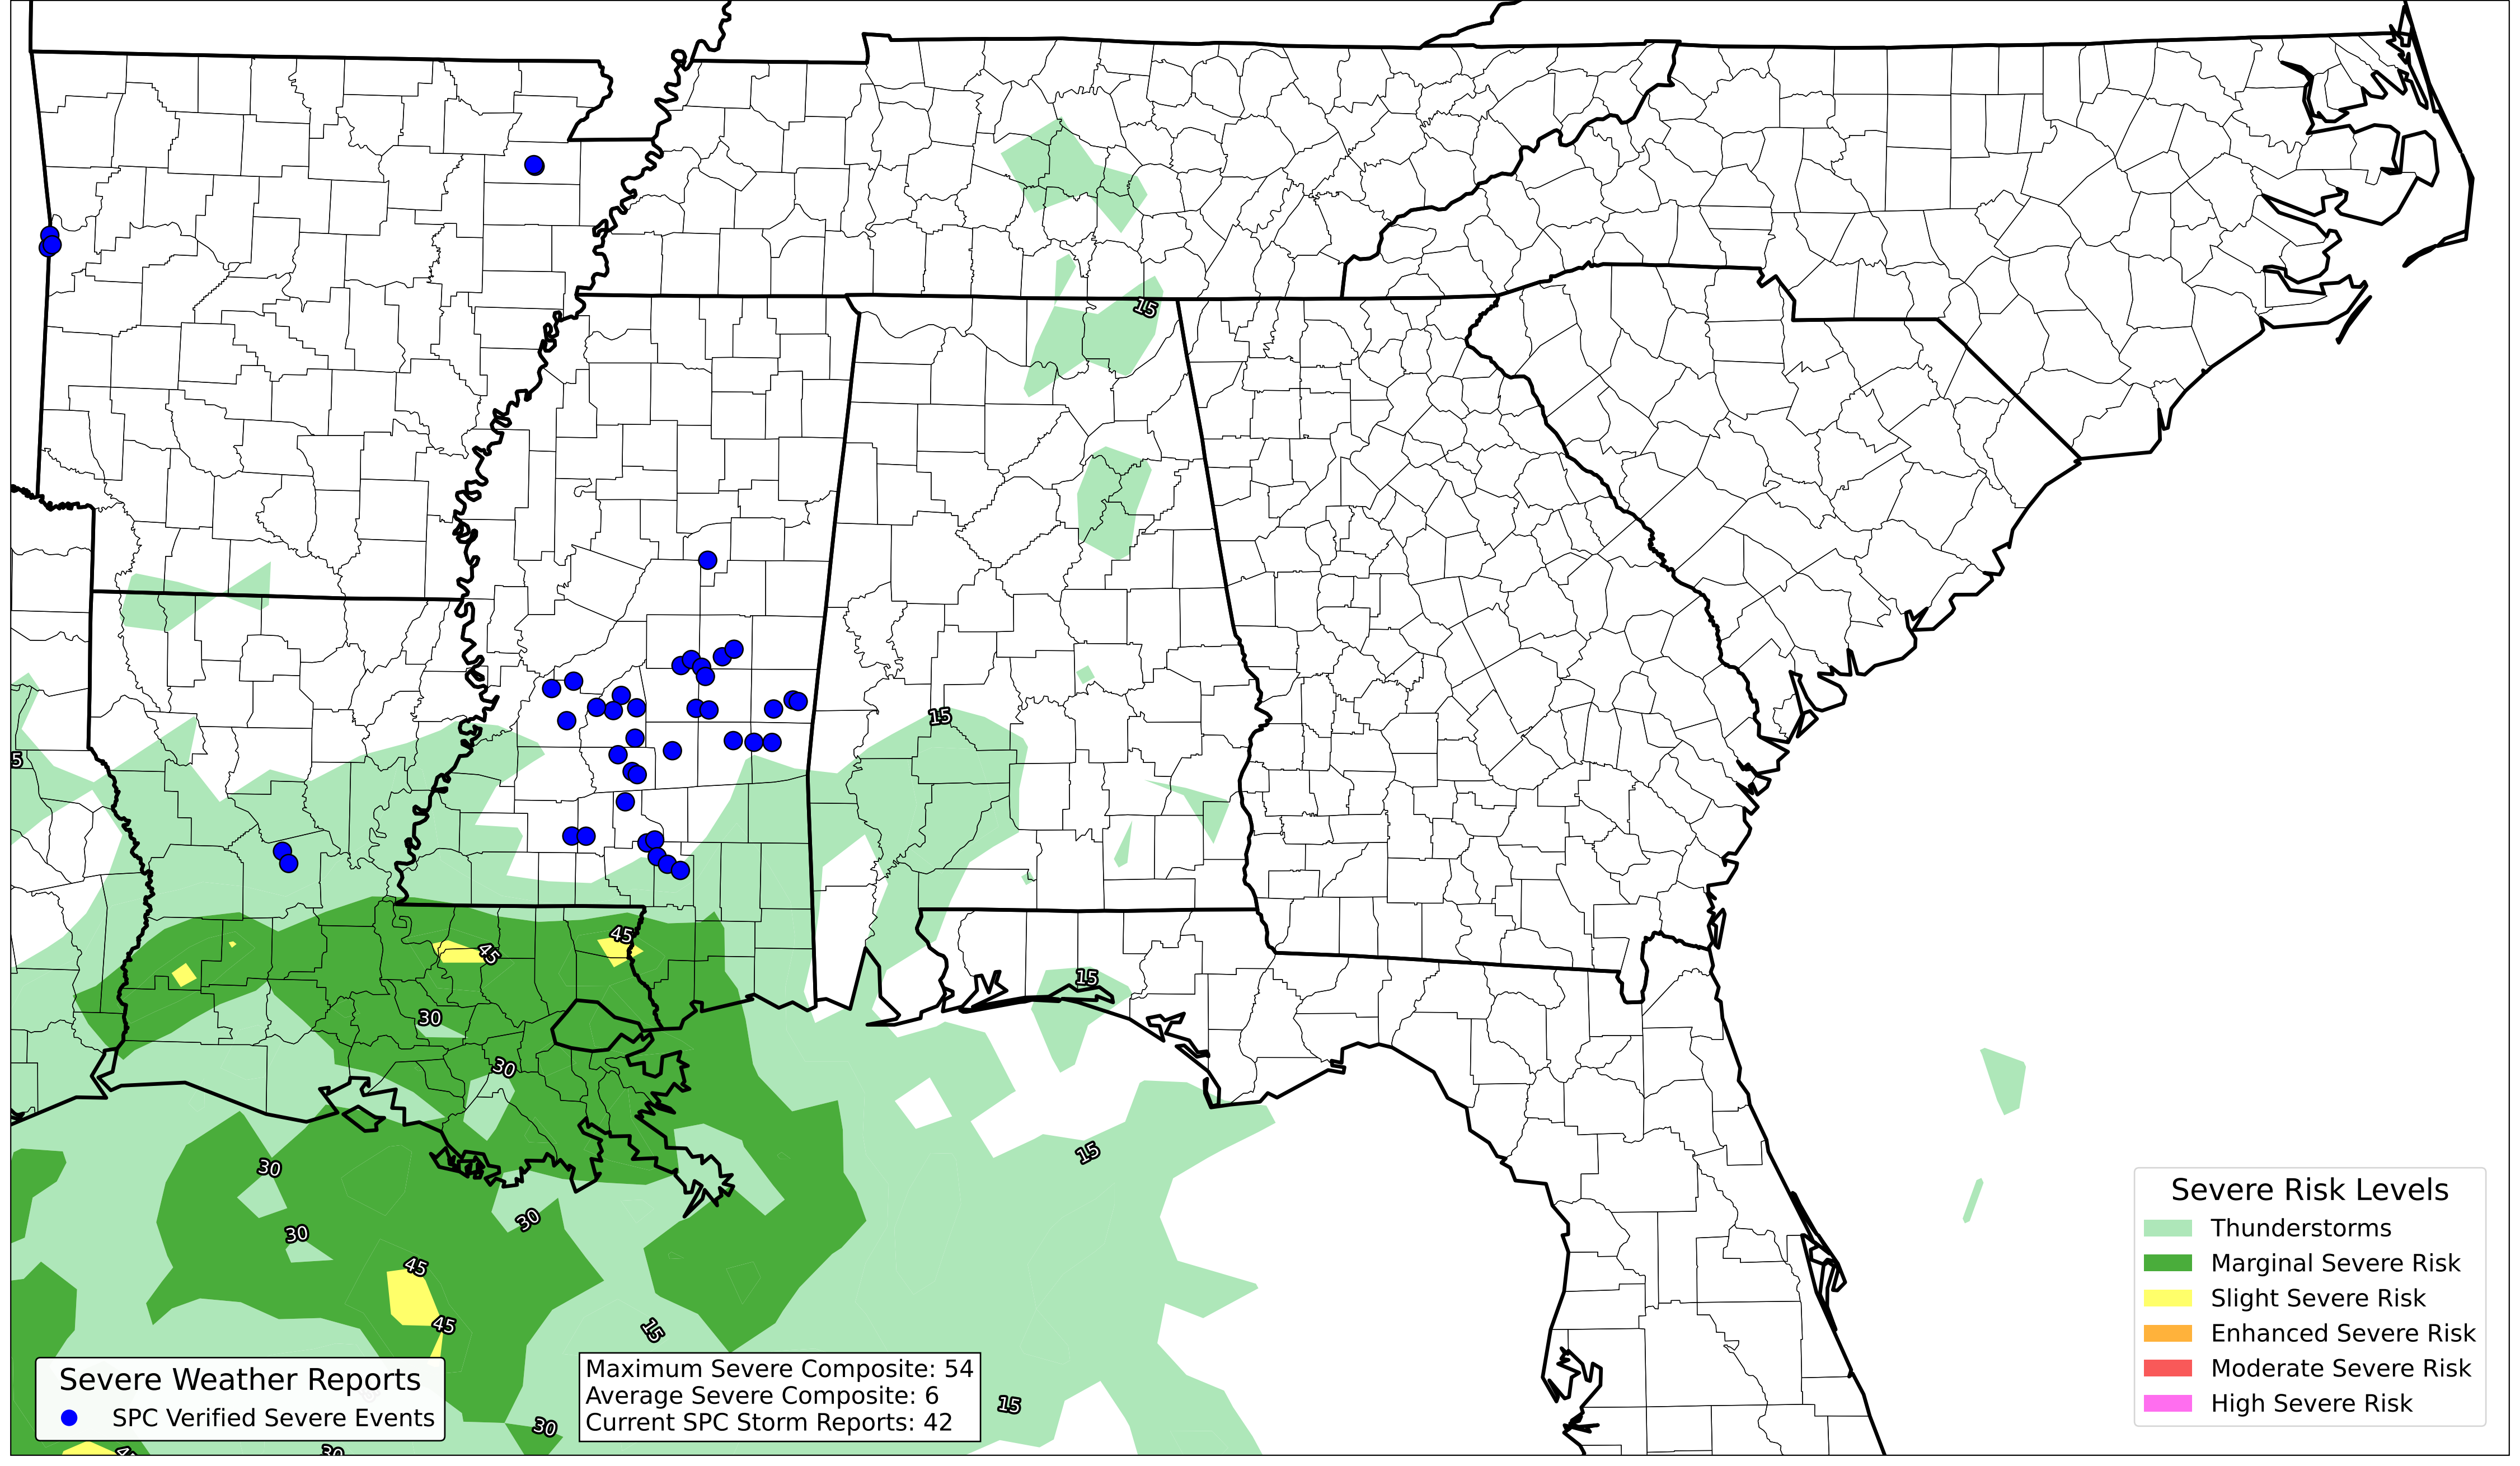 15
15
5
45
45
15
30
30
15
30
30
30
45
45
15
15
30
30
Severe Weather Reports
SPC Verified Severe Events
Maximum Severe Composite: 54
Average Severe Composite: 6
Current SPC Storm Reports: 42
Severe Risk Levels
Thunderstorms
Marginal Severe Risk
Slight Severe Risk
Enhanced Severe Risk
Moderate Severe Risk
High Severe Risk